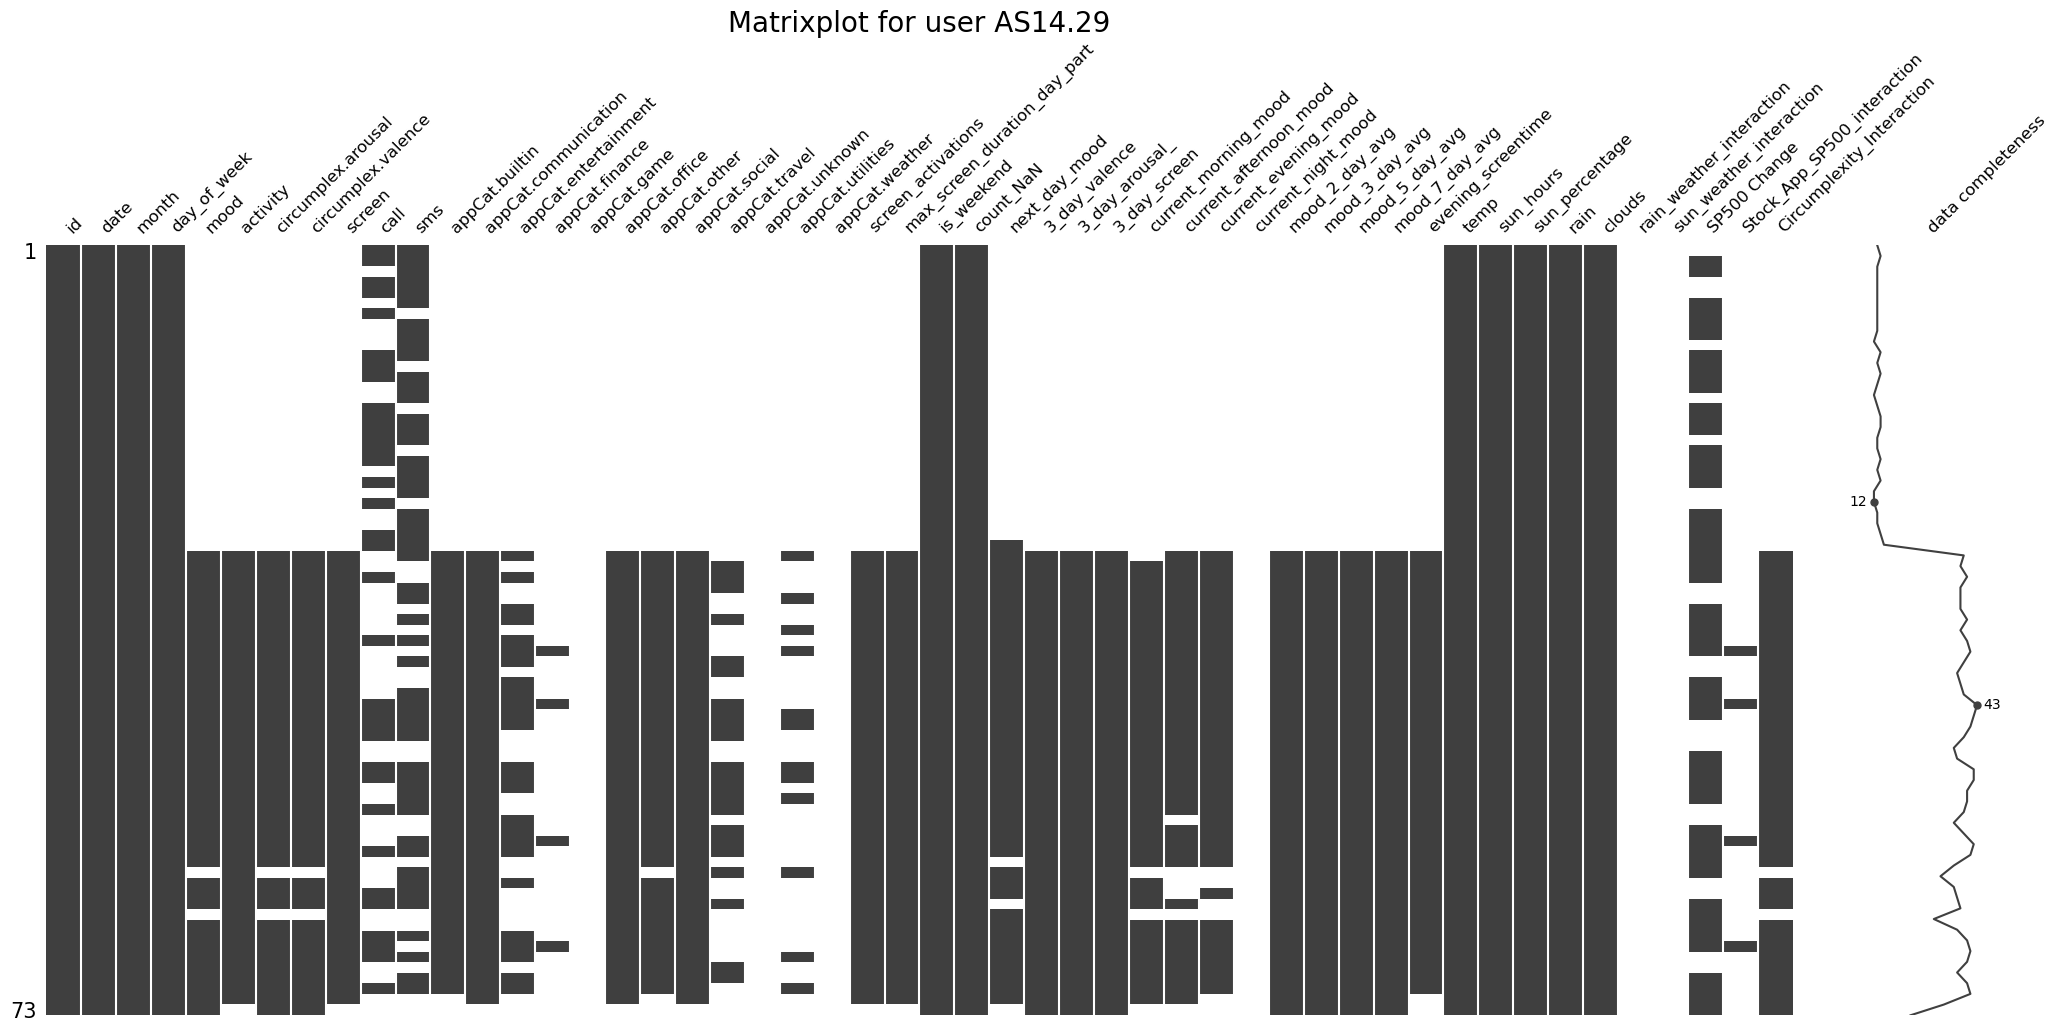 Matrixplot for user AS14.29
id
date
month
day_of_week
mood
activity
circumplex.arousal
circumplex.valence
screen
call
sms
appCat.builtin
appCat.communication
appCat.entertainment
appCat.finance
appCat.game
appCat.office
appCat.other
appCat.social
appCat.travel
appCat.unknown
appCat.utilities
appCat.weather
screen_activations
max_screen_duration_day_part
is_weekend
count_NaN
next_day_mood
3_day_valence
3_day_arousal_
3_day_screen
current_morning_mood
current_afternoon_mood
current_evening_mood
current_night_mood
mood_2_day_avg
mood_3_day_avg
mood_5_day_avg
mood_7_day_avg
evening_screentime
temp
sun_hours
sun_percentage
rain
clouds
rain_weather_interaction
sun_weather_interaction
SP500 Change
Stock_App_SP500_interaction
Circumplexity_Interaction
data completeness
1
12
43
73